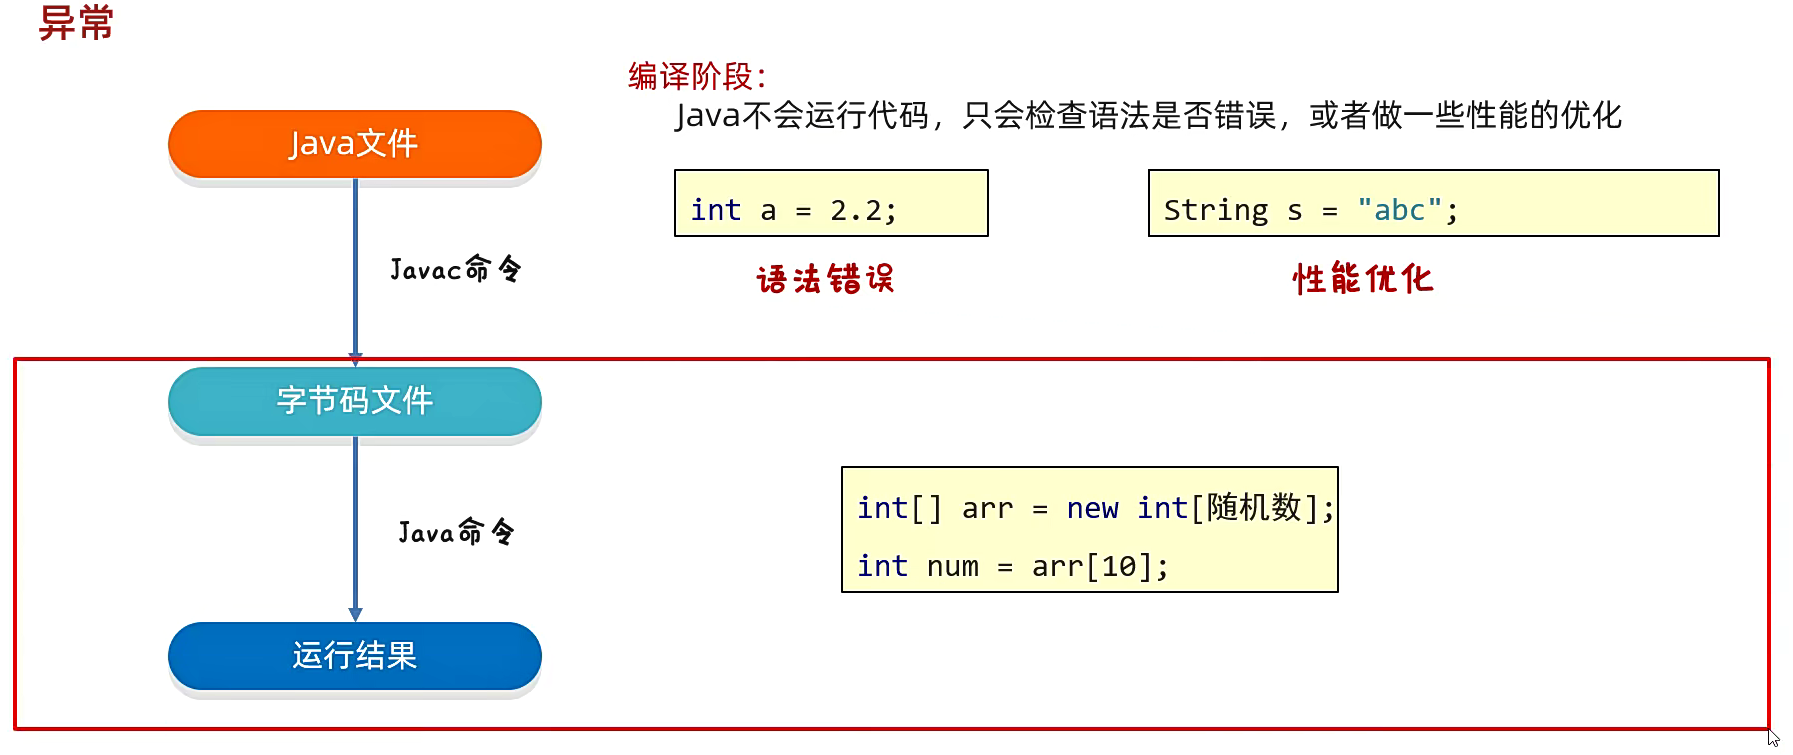 异常
编译阶段：
Java不会运行代码，只会检查语法是否错误，或者做一些性能的优化
Java文件
int a = 2.2;
String s = "abc";
Javac命令
语法错误
性能优化
字节码文件
int[] arr = new int[随机数];
Java命令
int num = arr[10];
运行结果